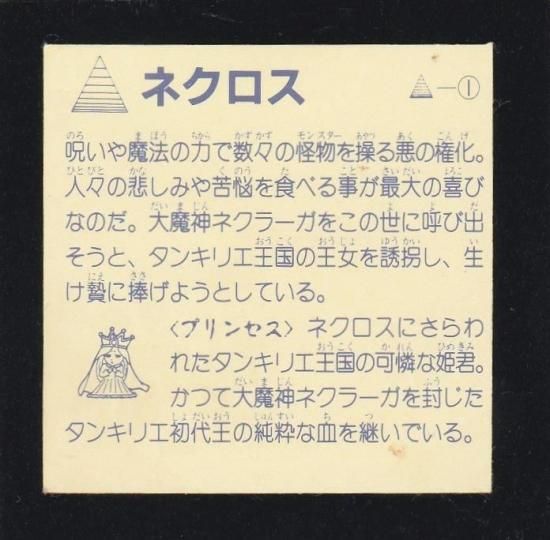 ネクロス
－①
呪いや魔法の力で数々の怪物を操る悪の権化。
人々の悲しみや苦悩を食べる事が最大の喜び
なのだ。大魔神ネクラーガをこの世に呼び出
そうと、タンキリエ王国の王女を誘拐し、生
け贄に捧げようとしている。
〈プリンセス〉ネクロスにさらわ
れたタンキリエ王国の可憐な姫君。
かつて大魔神ネクラーガを封じた
タンキリエ初代王の純粋な血を継いでいる。